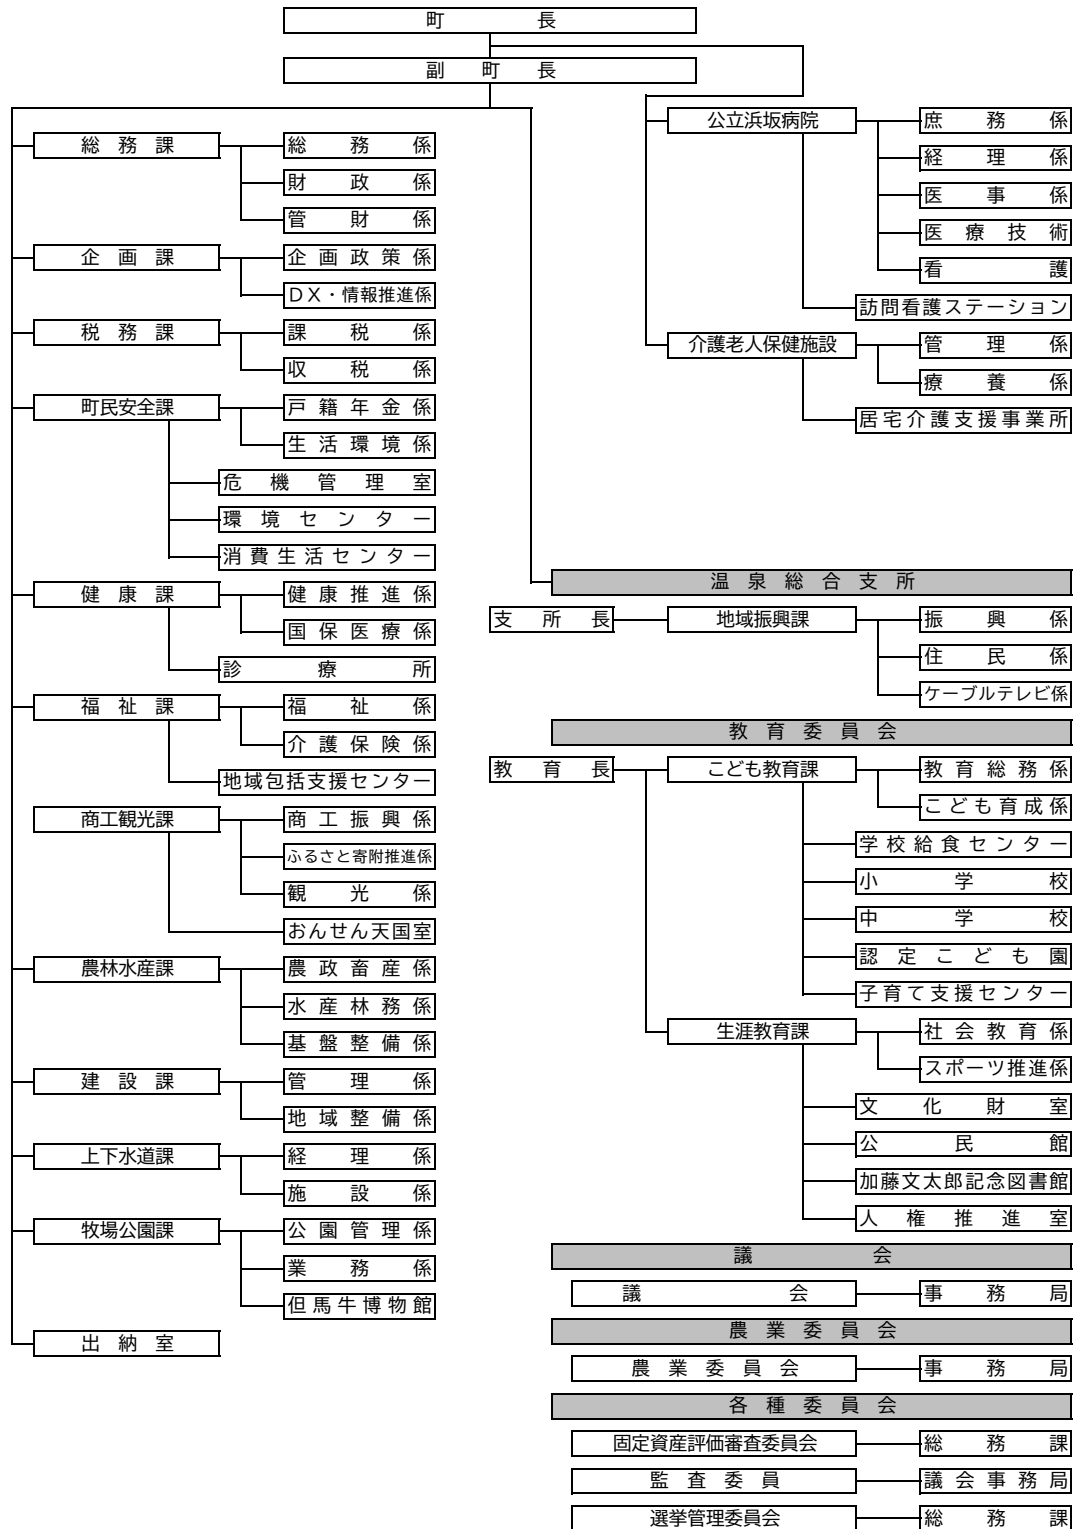 町長
副町長
総務課
総務係
財政係
管財係
企画課
企画政策係
ＤＸ・情報推進係
税務課
課税係
収税係
町民安全課
戸籍年金係
生活環境係
危機管理室
環境センター
消費生活センター
健康課
健康推進係
国保医療係
診療所
福祉課
福祉係
介護保険係
地域包括支援センター
商工観光課
商工振興係
ふるさと寄附推進係
観光係
おんせん天国室
農林水産課
農政畜産係
水産林務係
基盤整備係
建設課
管理係
地域整備係
上下水道課
経理係
施設係
牧場公園課
公園管理係
業務係
但馬牛博物館
出納室
公立浜坂病院
庶務係
経理係
医事係
医療技術
看護
訪問看護ステーション
介護老人保健施設
管理係
療養係
居宅介護支援事業所
温泉総合支所
支所長
地域振興課
振興係
住民係
ケーブルテレビ係
教育委員会
教育長
こども教育課
教育総務係
こども育成係
学校給食センター
小学校
中学校
認定こども園
子育て支援センター
生涯教育課
社会教育係
スポーツ推進係
文化財室
公民館
加藤文太郎記念図書館
人権推進室
議会
議会
事務局
農業委員会
農業委員会
事務局
各種委員会
固定資産評価審査委員会
総務課
監査委員
議会事務局
選挙管理委員会
総務課